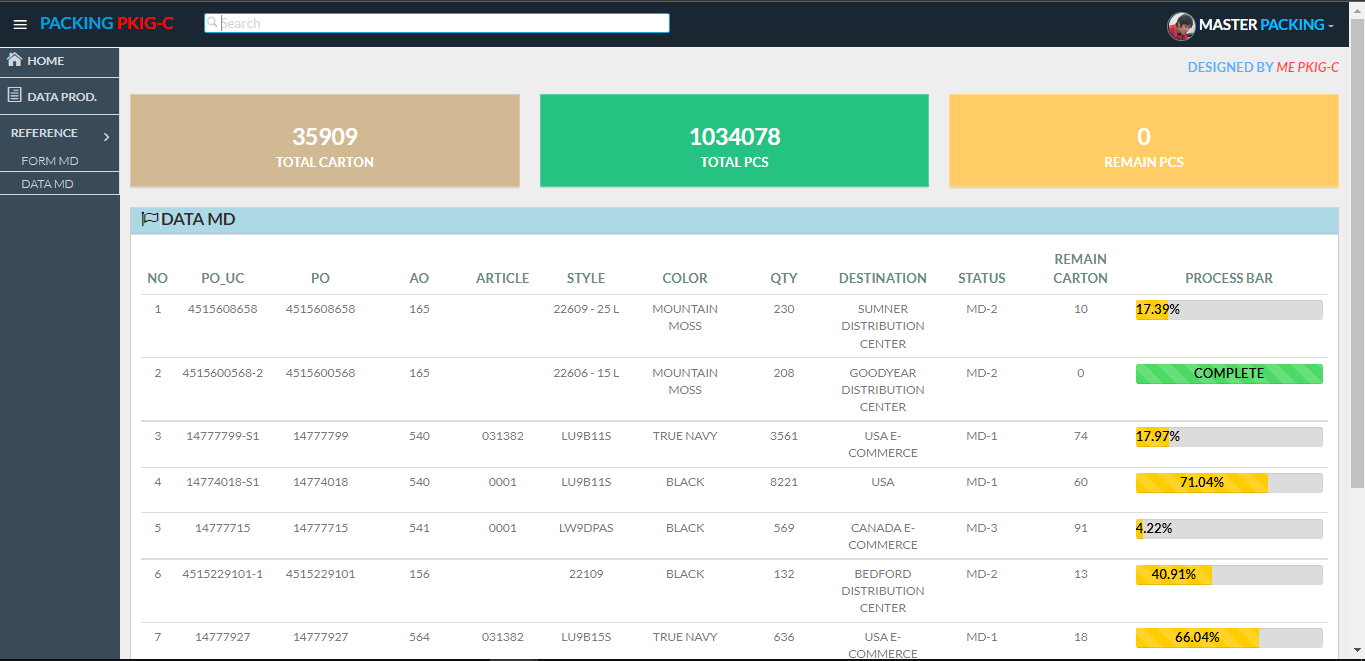 PACKING PKIG-C
Search
MASTER PACKING
HOME
DATA PROD.
REFERENCE
FORM MD
DATA MD
DESIGNED BY ME PKIG-C
35909
TOTAL CARTON
1034078
TOTAL PCS
0
REMAIN PCS
DATA MD
NO PO_UC PO AO ARTICLE STYLE COLOR QTY DESTINATION STATUS REMAIN CARTON PROCESS BAR
1 4515608658 4515608658 165 22609 - 25 L MOUNTAIN MOSS 230 SUMNER DISTRIBUTION CENTER MD-2 10 17.39%
2 4515600568-2 4515600568 165 22606 - 15 L MOUNTAIN MOSS 208 GOODYEAR DISTRIBUTION CENTER MD-2 0 COMPLETE
3 14777799-S1 14777799 540 031382 LU9B11S TRUE NAVY 3561 USA E-COMMERCE MD-1 74 17.97%
4 14774018-S1 14774018 540 0001 LU9B11S BLACK 8221 USA MD-1 60 71.04%
5 14777715 14777715 541 0001 LW9DPAS BLACK 569 CANADA E-COMMERCE MD-3 91 4.22%
6 4515229101-1 4515229101 156 22109 BLACK 132 BEDFORD DISTRIBUTION CENTER MD-2 13 40.91%
7 14777927 14777927 564 031382 LU9B15S TRUE NAVY 636 USA E-COMMERCE MD-1 18 66.04%